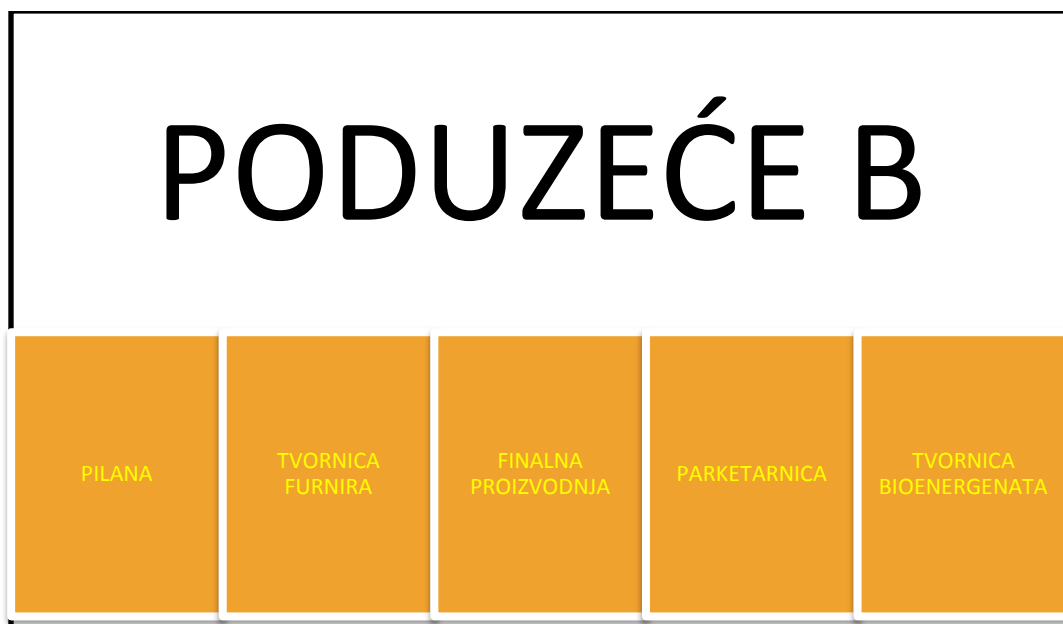 PODUZEĆE B
PILANA
TVORNICA
FURNIRA
FINALNA
PROIZVODNJA
PARKETARNICA
TVORNICA
BIOENERGENATA